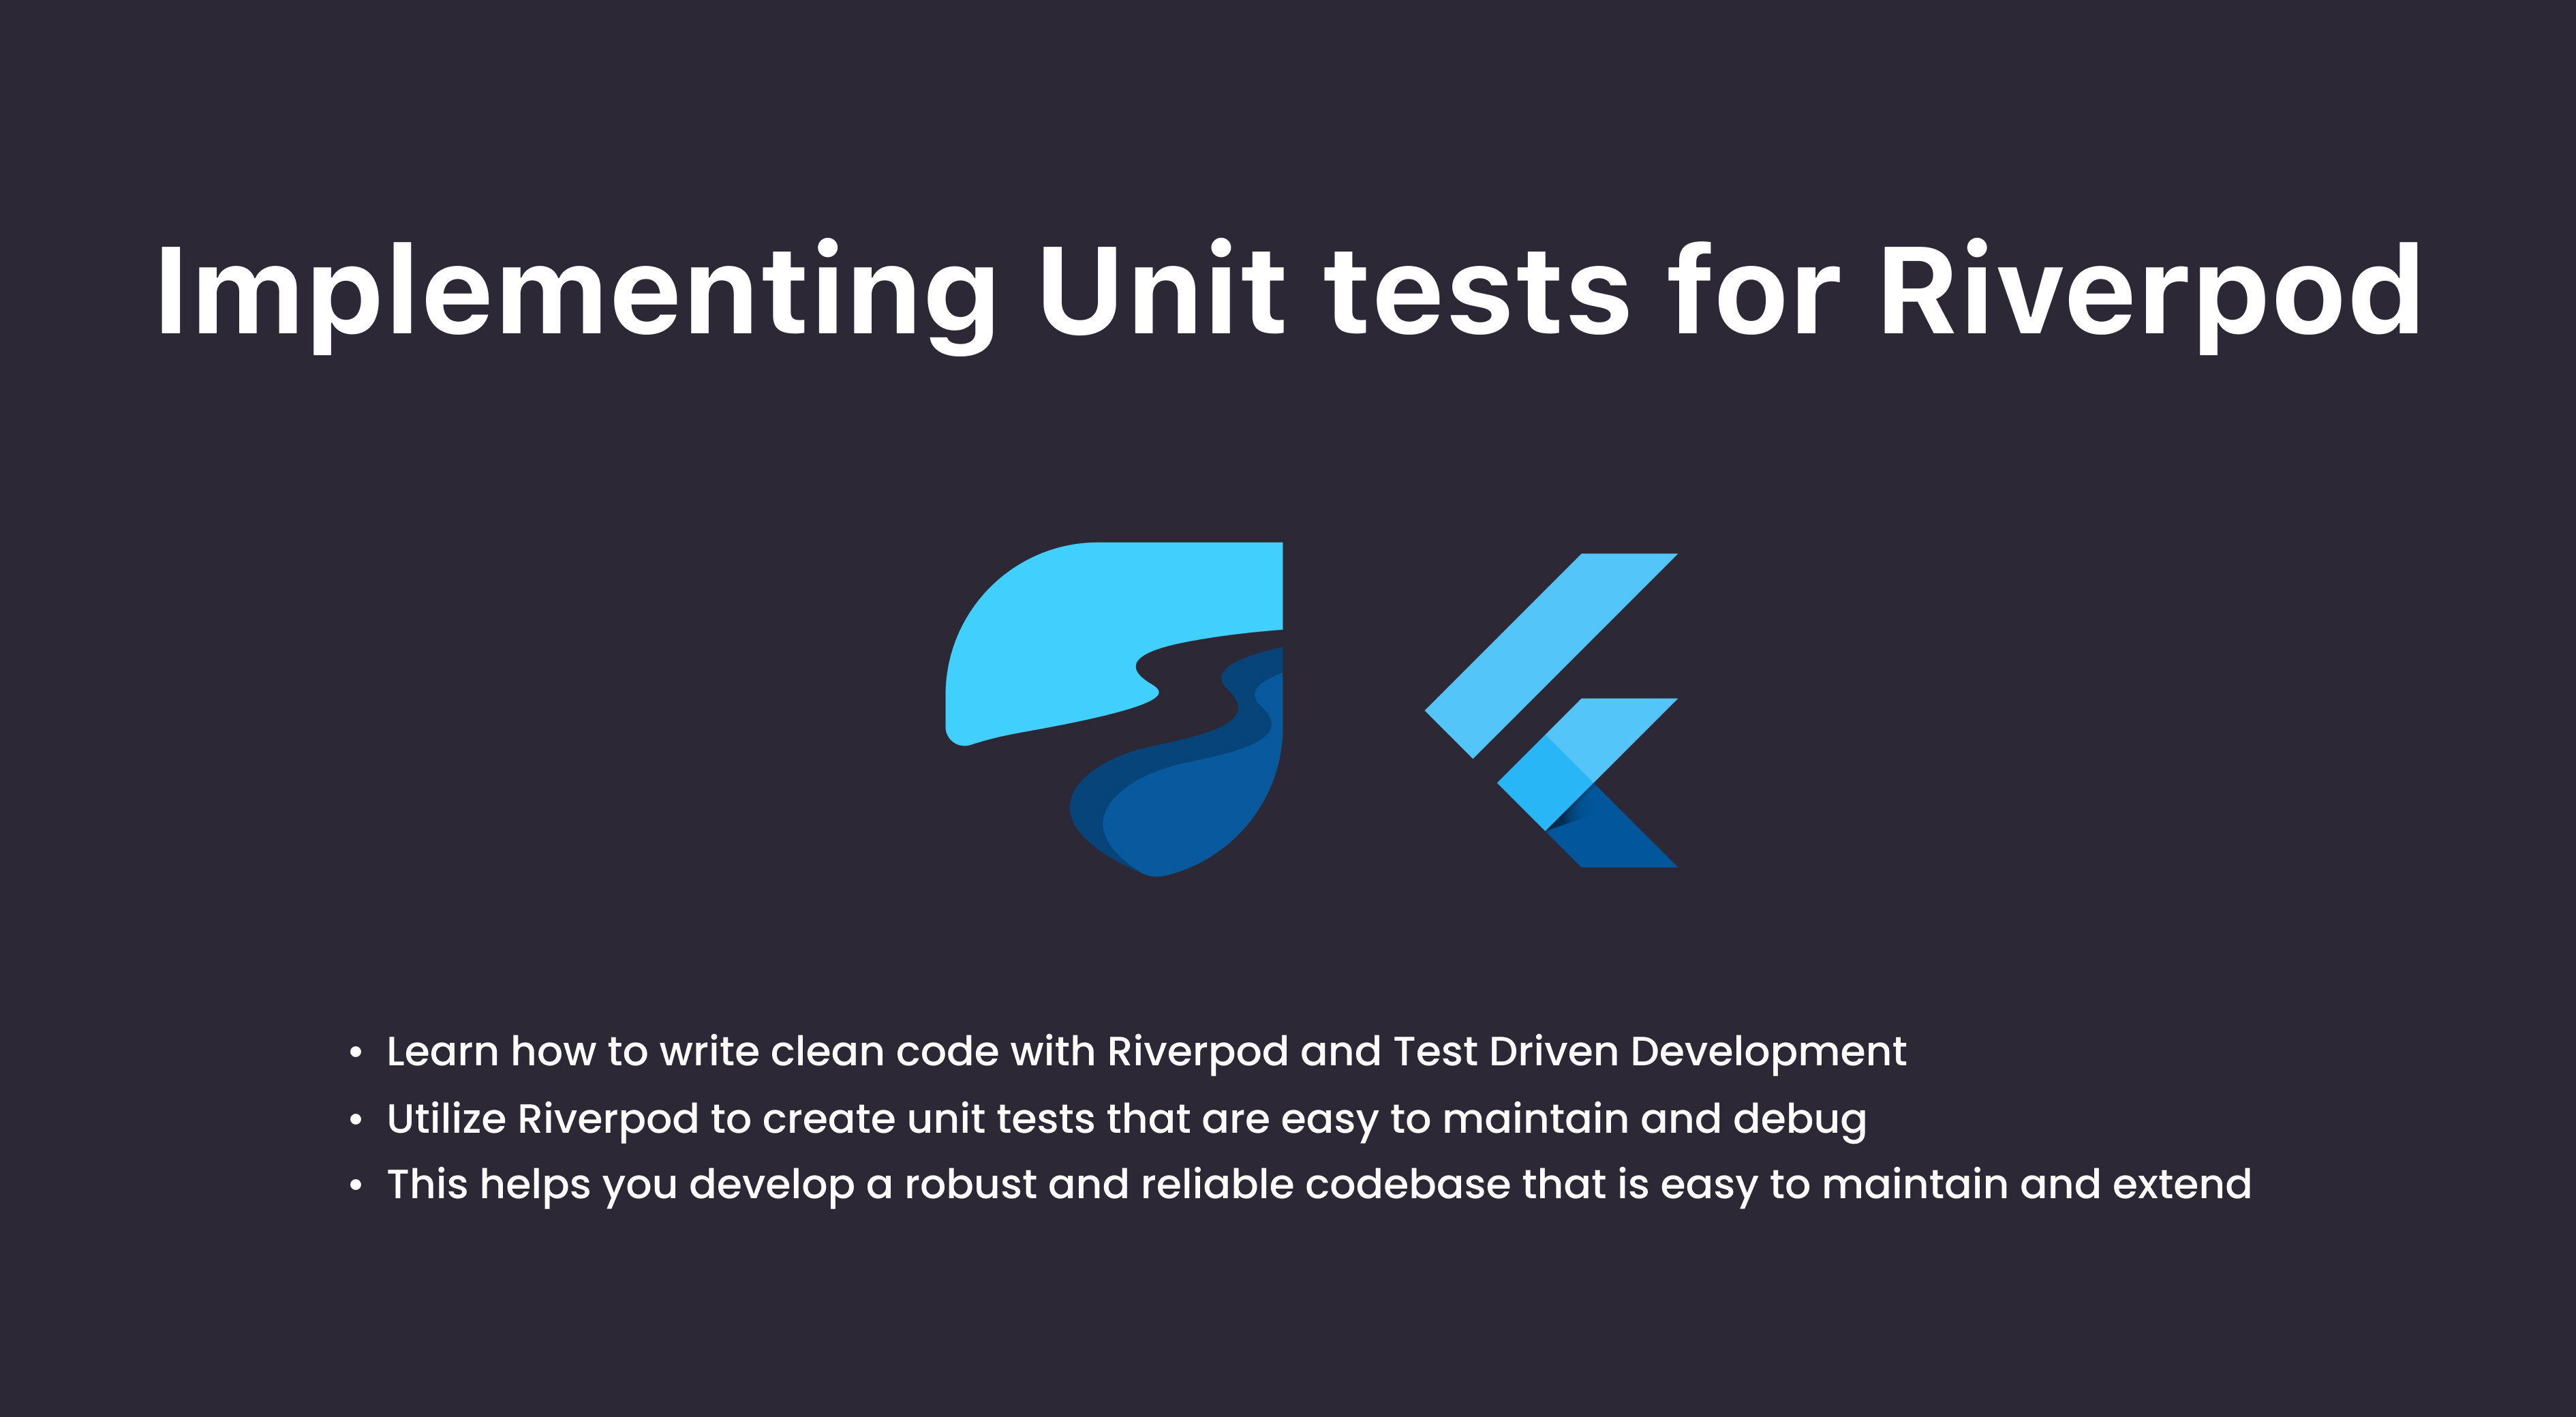 Implementing Unit tests for Riverpod
• Learn how to write clean code with Riverpod and Test Driven Development
• Utilize Riverpod to create unit tests that are easy to maintain and debug
• This helps you develop a robust and reliable codebase that is easy to maintain and extend